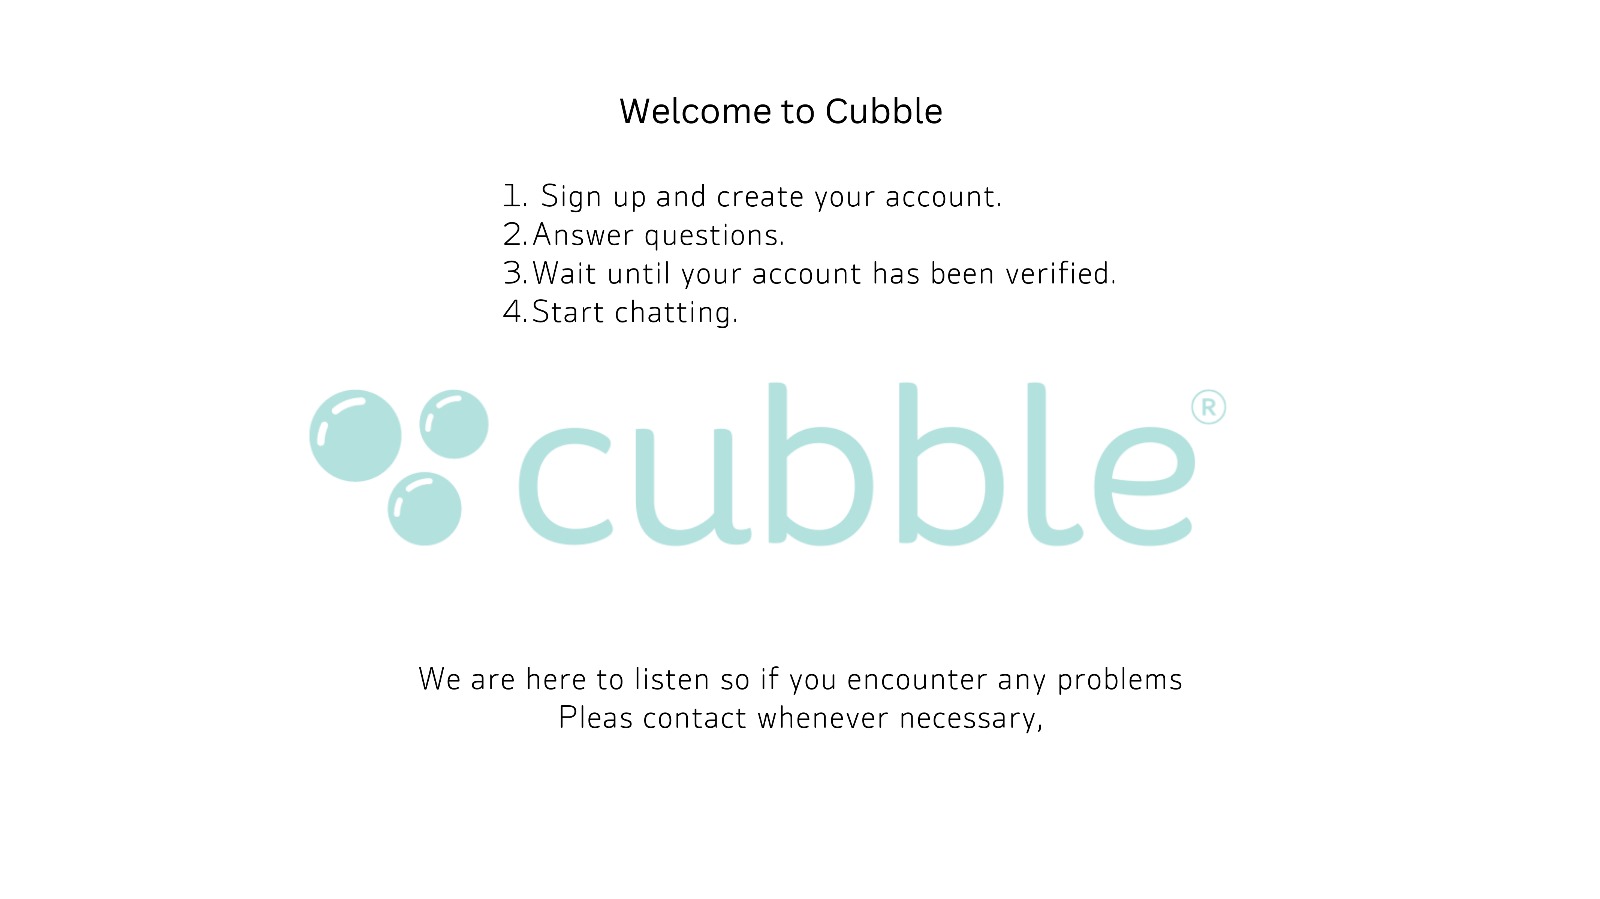 Welcome to Cubble
1. Sign up and create your account.
2. Answer questions.
3. Wait until your account has been verified.
4. Start chatting.
cubble®
We are here to listen so if you encounter any problems
Pleas contact whenever necessary,